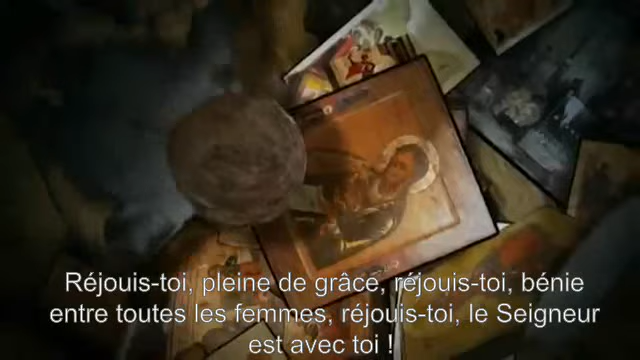 Réjouis-toi, pleine de grâce, réjouis-toi, bénie
entre toutes les femmes, réjouis-toi, le Seigneur
est avec toi !